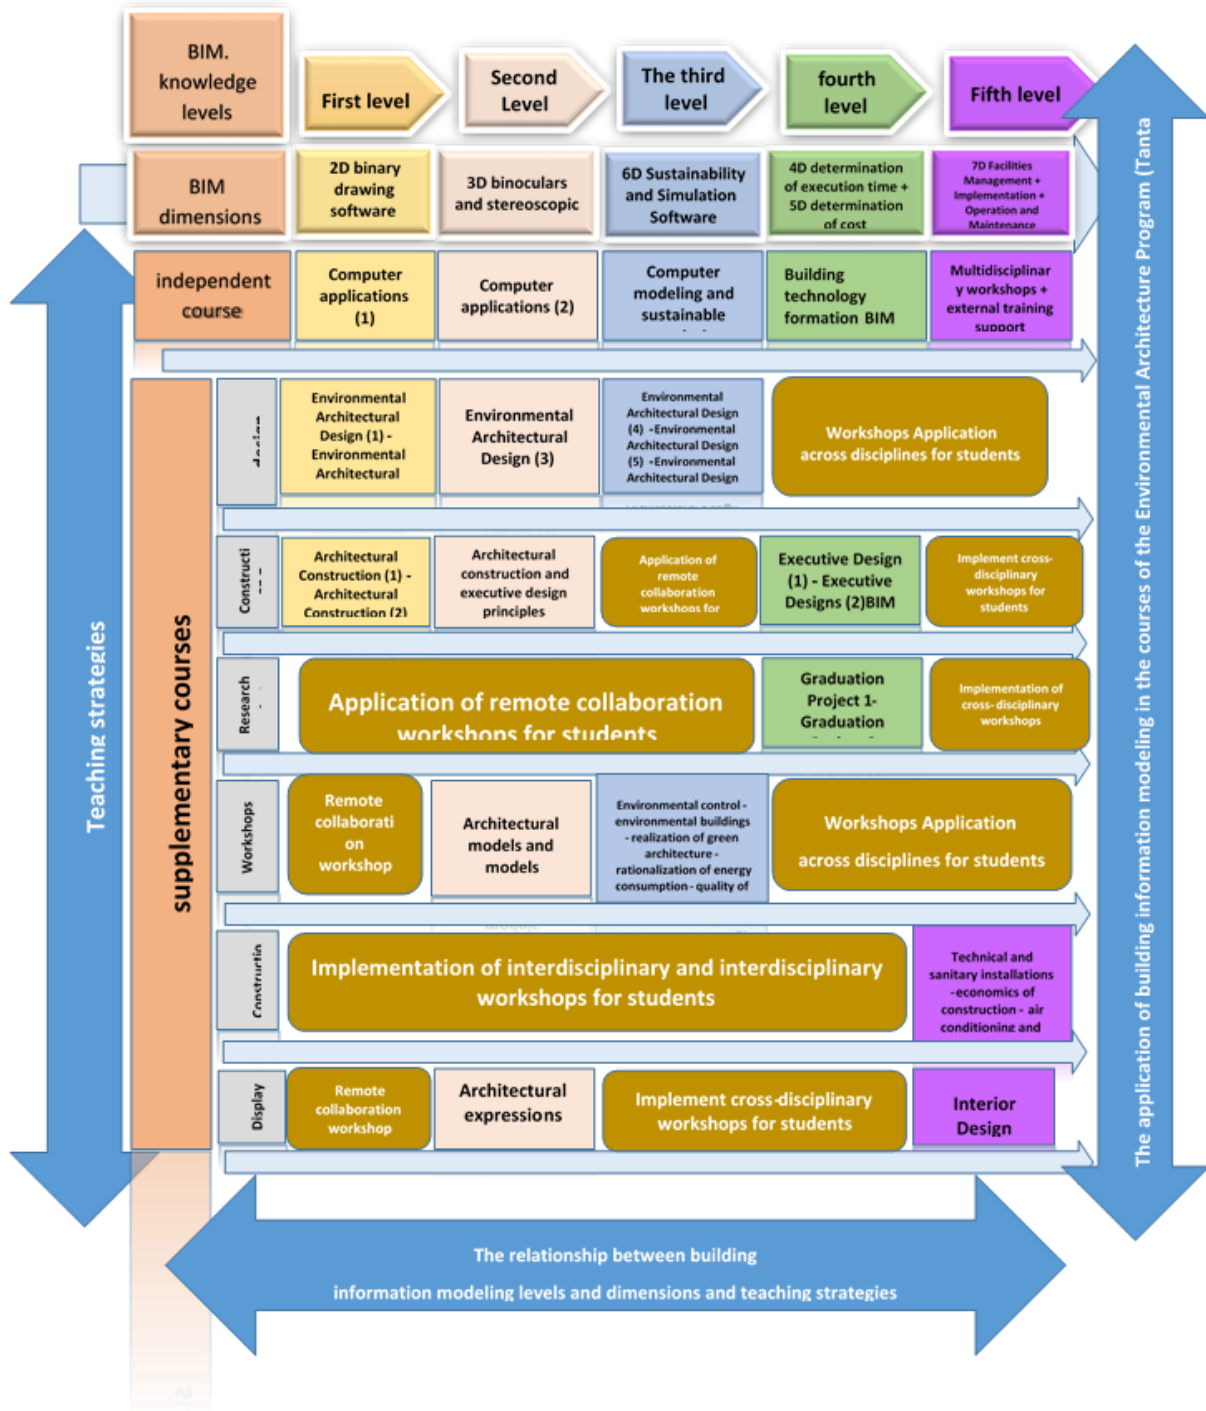 BIM.
knowledge
levels
First level
Second
Level
The third
level
fourth
level
Fifth level
BIM
dimensions
2D binary
drawing
software
3D binoculars
and stereoscopic
6D Sustainability
and Simulation
Software
4D determination
of execution time +
5D determination
of cost
7D Facilities
Management +
Implementation +
Operation and
Maintenance
independent
course
Computer
applications
(1)
Computer
applications (2)
Computer
modeling and
sustainable
Building
technology
formation BIM
Multidisciplinar
y workshops +
external training
support
Teaching strategies
supplementary courses
design
Environmental
Architectural
Design (1) -
Environmental
Architectural
Environmental
Architectural
Design (3)
Environmental
Architectural Design
(4) -Environmental
Architectural Design
(5) -Environmental
Architectural Design
Workshops Application
across disciplines for students
Constructi
Architectural
Construction (1) -
Architectural
Construction (2)
Architectural
construction and
executive design
principles
Application of
remote
collaboration
workshops for
Executive Design
(1) - Executive
Designs (2)BIM
Implement cross-
disciplinary
workshops for
students
Research
Application of remote collaboration
workshops for students
Graduation
Project 1-
Graduation
Implementation of
cross- disciplinary
workshops
Workshops
Remote
collaborati
on
workshop
Architectural
models and
models
Environmental control -
environmental buildings
- realization of green
architecture -
rationalization of energy
consumption - quality of
Workshops Application
across disciplines for students
Constructin
Implementation of interdisciplinary and interdisciplinary
workshops for students
Technical and
sanitary installations
-economics of
construction - air
conditioning and
Display
Remote
collaboration
workshop
Architectural
expressions
Implement cross-disciplinary
workshops for students
Interior
Design
The application of building information modeling in the courses of the Environmental Architecture Program (Tanta
The relationship between building
information modeling levels and dimensions and teaching strategies